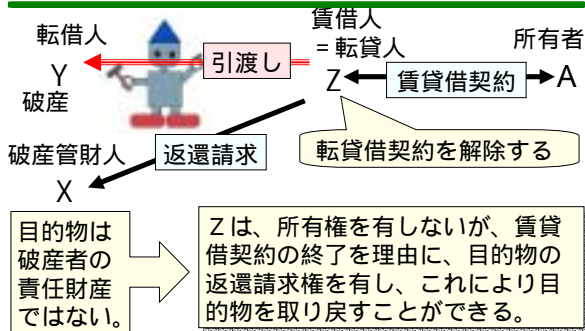 転借人
Y
破産
引渡し
賃借人
=転貸人
Z
賃貸借契約
所有者
A
破産管財人
X
返還請求
転貸借契約を解除する
目的物は
破産者の
責任財産
ではない。
Zは、所有権を有しないが、賃貸
借契約の終了を理由に、目的物の
返還請求権を有し、これにより目
的物を取り戻すことができる。